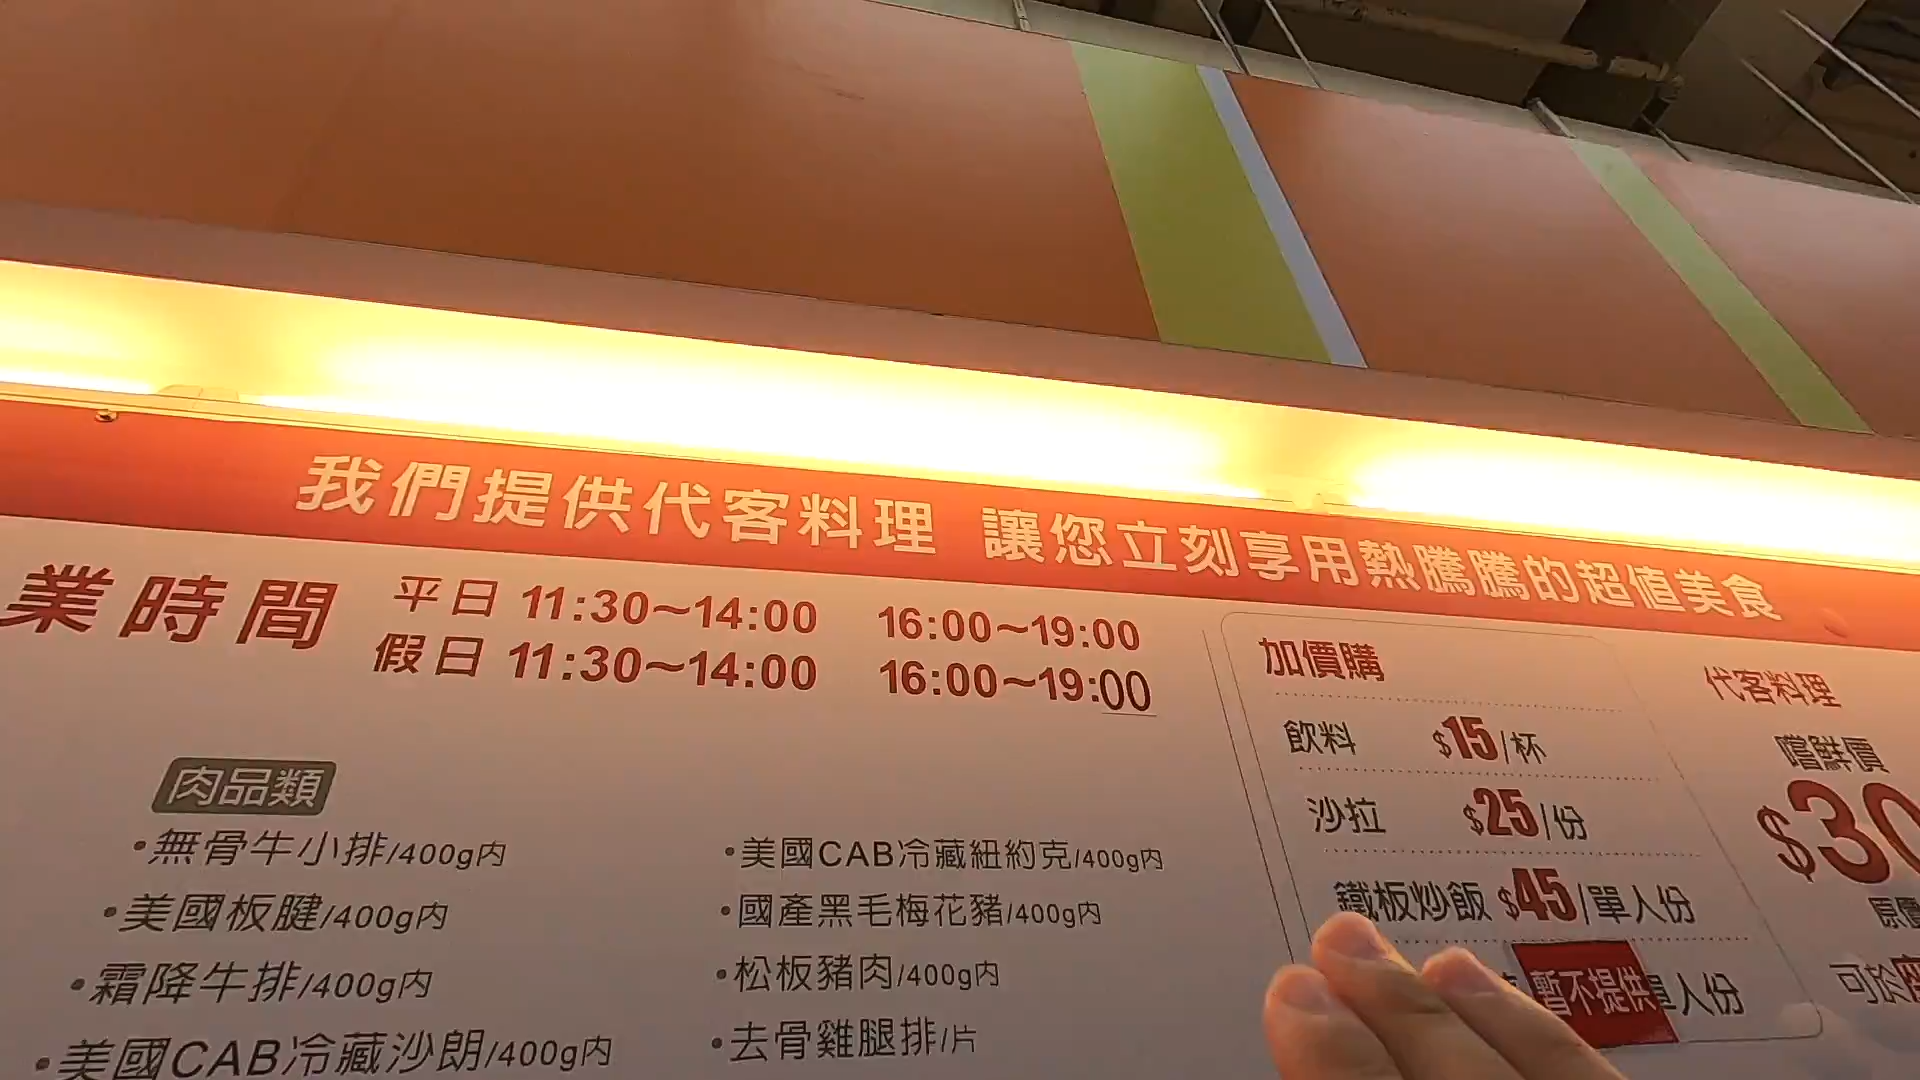 我們提供代客料理 讓您立刻享用熱騰騰的超值美食
業時間
平日 11:30~14:00 16:00~19:00
假日 11:30~14:00 16:00~19:00
肉品類
•無骨牛小排/400g內
•美國板腱/400g內
•霜降牛排/400g內
•美國CAB冷藏沙朗/400g內
•美國CAB冷藏紐約克/400g內
•國產黑毛梅花豬/400g內
•松板豬肉/400g內
•去骨雞腿排/片
加價購
飲料 $15/杯
沙拉 $25/份
鐵板炒飯 $45/單人份
暫不提供單人份
代客料理
嚐鮮價
$30
原價
可於